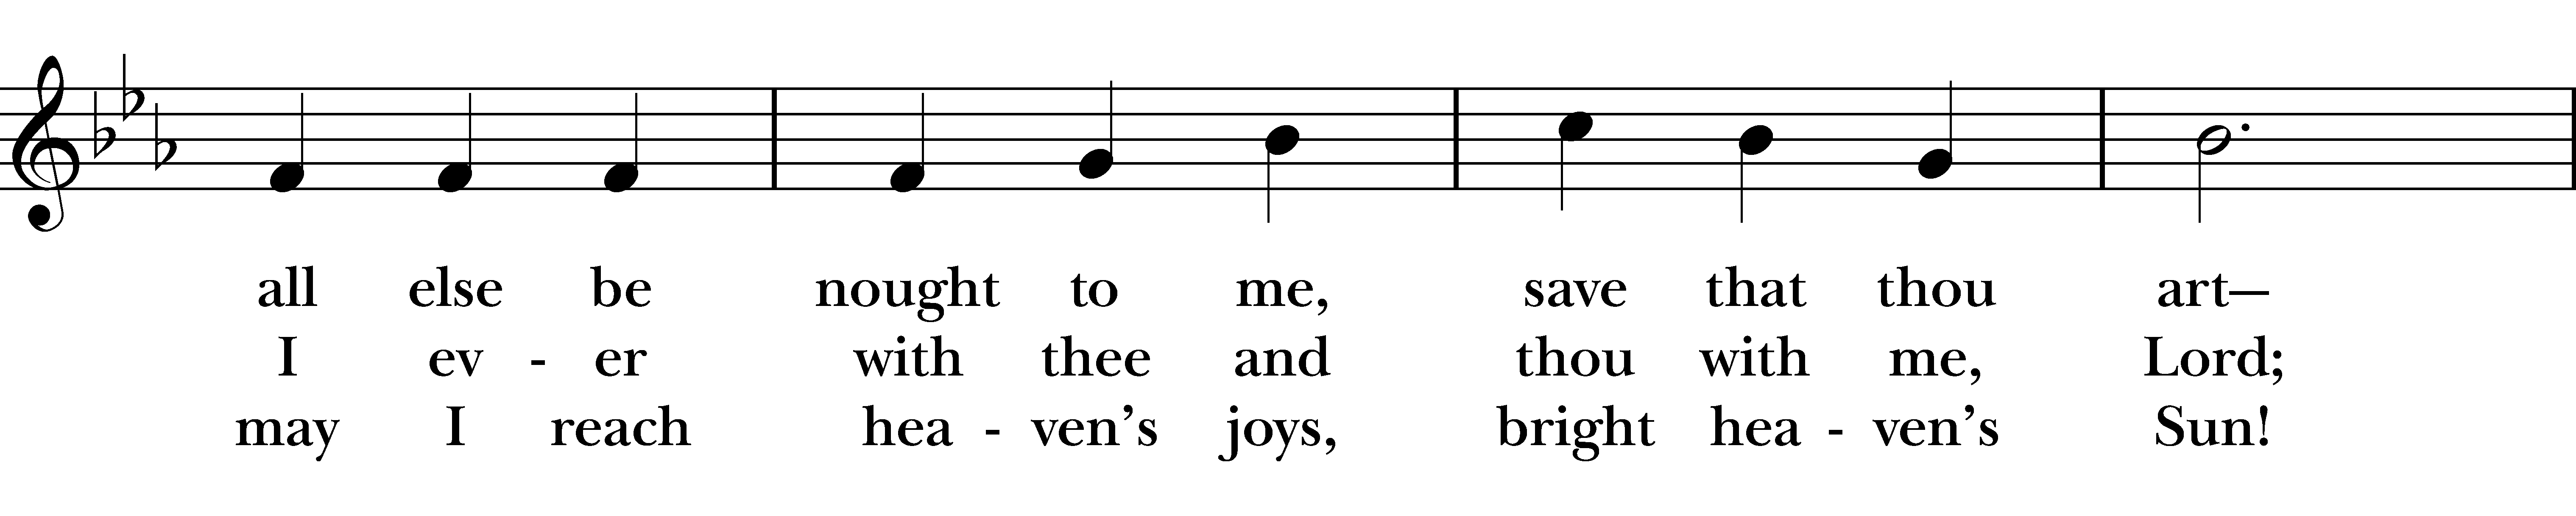 all else be nought to me, save that thou art—
I ev - er with thee and thou with me, Lord;
may I reach hea - ven’s joys, bright hea - ven’s Sun!